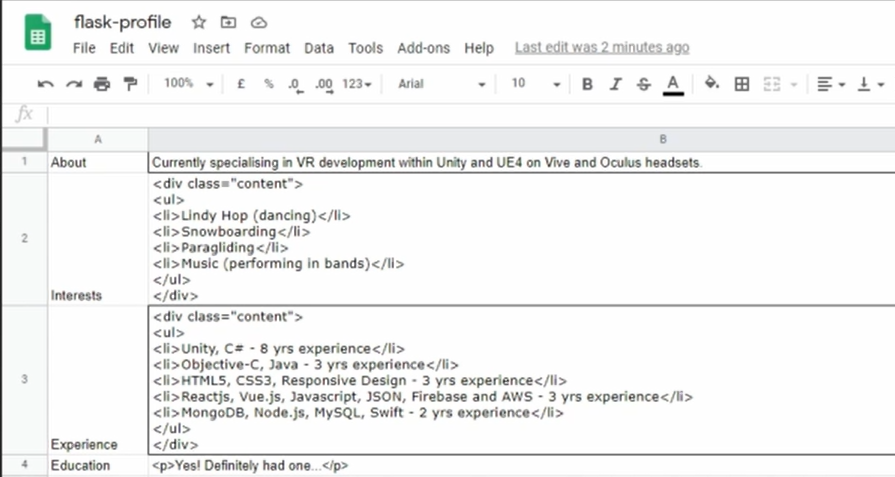 flask-profile
File Edit View Insert Format Data Tools Add-ons Help Last edit was 2 minutes ago
100% £ % .0 .00 123 Arial 10 B I S A
fx
A B
1 About Currently specialising in VR development within Unity and UE4 on Vive and Oculus headsets.
<div class="content">
<ul>
<li>Lindy Hop (dancing)</li>
2 <li>Snowboarding</li>
<li>Paragliding</li>
<li>Music (performing in bands)</li>
</ul>
Interests </div>
<div class="content">
<ul>
<li>Unity, C# - 8 yrs experience</li>
<li>Objective-C, Java - 3 yrs experience</li>
3 <li>HTML5, CSS3, Responsive Design - 3 yrs experience</li>
<li>Reactjs, Vue.js, Javascript, JSON, Firebase and AWS - 3 yrs experience</li>
<li>MongoDB, Node.js, MySQL, Swift - 2 yrs experience</li>
</ul>
Experience </div>
4 Education <p>Yes! Definitely had one...</p>